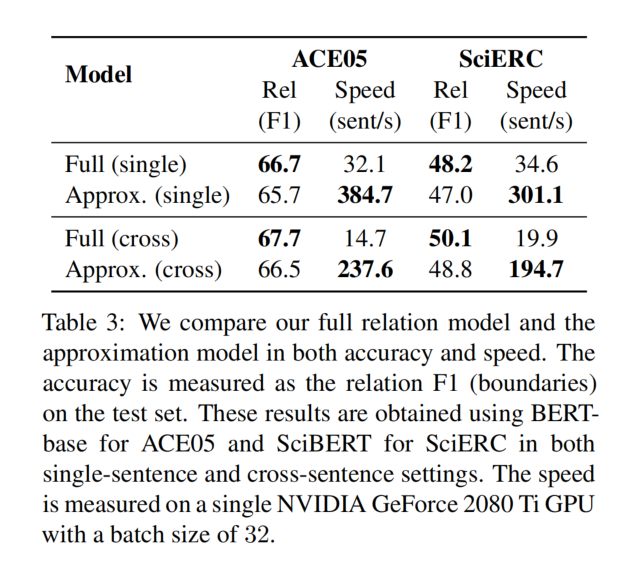 Model ACE05 SciERC
Rel Speed Rel Speed
(F1) (sent/s) (F1) (sent/s)
Full (single) 66.7 32.1 48.2 34.6
Approx. (single) 65.7 384.7 47.0 301.1
Full (cross) 67.7 14.7 50.1 19.9
Approx. (cross) 66.5 237.6 48.8 194.7
Table 3: We compare our full relation model and the
approximation model in both accuracy and speed. The
accuracy is measured as the relation F1 (boundaries)
on the test set. These results are obtained using BERT-
base for ACE05 and SciBERT for SciERC in both
single-sentence and cross-sentence settings. The speed
is measured on a single NVIDIA GeForce 2080 Ti GPU
with a batch size of 32.